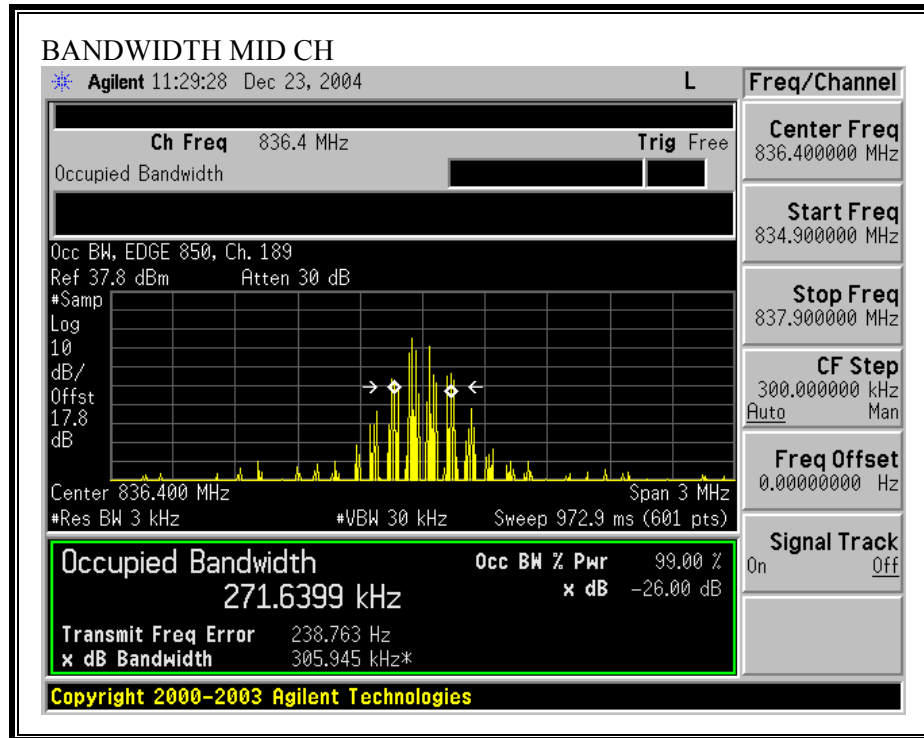 BANDWIDTH MID CH
Agilent 11:29:28 Dec 23, 2004 L
Freq/Channel
Ch Freq 836.4 MHz Trig Free
Occupied Bandwidth
Center Freq
836.400000 MHz
Start Freq
834.900000 MHz
Stop Freq
837.900000 MHz
CF Step
300.000000 kHz
Auto Man
Freq Offset
0.00000000 Hz
Signal Track
On Off
Occ BW, EDGE 850, Ch. 189
Ref 37.8 dBm Atten 30 dB
#Samp
Log
10
dB/
Offst
17.8
dB
Center 836.400 MHz Span 3 MHz
#Res BW 3 kHz #VBW 30 kHz Sweep 972.9 ms (601 pts)
Occupied Bandwidth Occ BW % Pwr 99.00 %
271.6399 kHz x dB -26.00 dB
Transmit Freq Error 238.763 Hz
x dB Bandwidth 305.945 kHz*
Copyright 2000-2003 Agilent Technologies